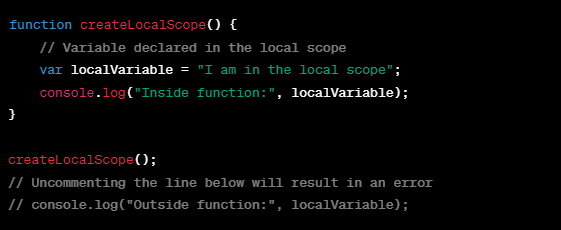 function createLocalScope() {
    // Variable declared in the local scope
    var localVariable = "I am in the local scope";
    console.log("Inside function:", localVariable);
}

createLocalScope();
// Uncommenting the line below will result in an error
// console.log("Outside function:", localVariable);